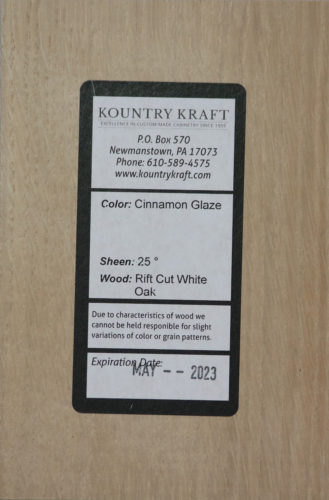 KOUNTRY KRAFT
EXCELLENCE IN CUSTOM MADE CABINETRY SINCE 1959
P.O. Box 570
Newmanstown, PA 17073
Phone: 610-589-4575
www.kountrykraft.com
Color: Cinnamon Glaze
Sheen: 25 °
Wood: Rift Cut White
Oak
Due to characteristics of wood we
cannot be held responible for slight
variations of color or grain patterns.
Expiration Date:
MAY -- 2023